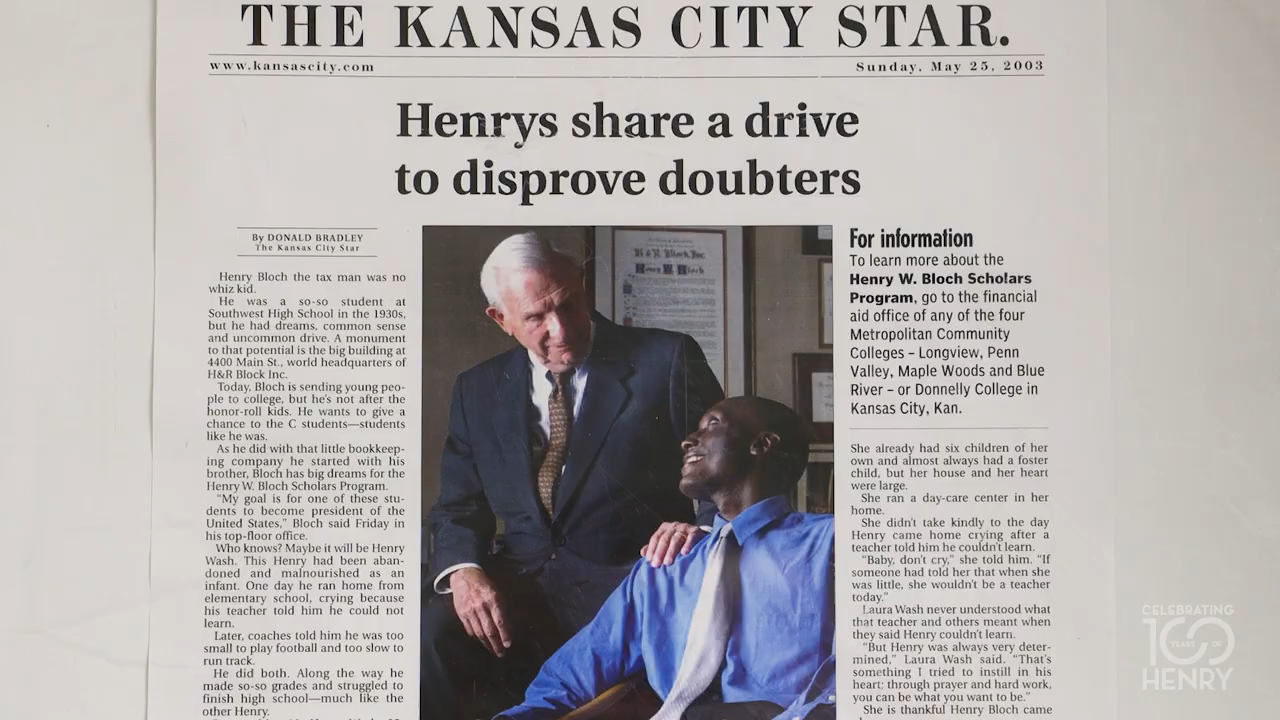 THE KANSAS CITY STAR.
www.kansascity.com
Sunday, May 25, 2003
Henrys share a drive
to disprove doubters
By DONALD BRADLEY
The Kansas City Star
Henry Bloch the tax man was no
whiz kid.
He was a so-so student at
Southwest High School in the 1930s,
but he had dreams, common sense
and uncommon drive. A monument
to that potential is the big building at
4400 Main St., world headquarters of
H&R Block Inc.
Today, Bloch is sending young peo-
ple to college, but he's not after the
honor-roll kids. He wants to give a
chance to the C students—students
like he was.
As he did with that little bookkeep-
ing company he started with his
brother, Bloch has big dreams for the
Henry W. Bloch Scholars Program.
"My goal is for one of these stu-
dents to become president of the
United States," Bloch said Friday in
his top-floor office.
Who knows? Maybe it will be Henry
Wash. This Henry had been aban-
doned and malnourished as an
infant. One day he ran home from
elementary school, crying because
his teacher told him he could not
learn.
Later, coaches told him he was too
small to play football and too slow to
run track.
He did both. Along the way he
made so-so grades and struggled to
finish high school—much like the
other Henry.
H & R Block, Inc.
Henry W. Bloch
For information
To learn more about the
Henry W. Bloch Scholars
Program, go to the financial
aid office of any of the four
Metropolitan Community
Colleges – Longview, Penn
Valley, Maple Woods and Blue
River – or Donnelly College in
Kansas City, Kan.
She already had six children of her
own and almost always had a foster
child, but her house and her heart
were large.
She ran a day-care center in her
home.
She didn't take kindly to the day
Henry came home crying after a
teacher told him he couldn't learn.
"Baby, don't cry," she told him. "If
someone had told her that when she
was little, she wouldn't be a teacher
today."
Laura Wash never understood what
that teacher and others meant when
they said Henry couldn't learn.
"But Henry was always very deter-
mined," Laura Wash said. "That's
something I tried to instill in his
heart; through prayer and hard work,
you can be what you want to be."
She is thankful Henry Bloch came
CELEBRATING
100
YEARS OF
HENRY